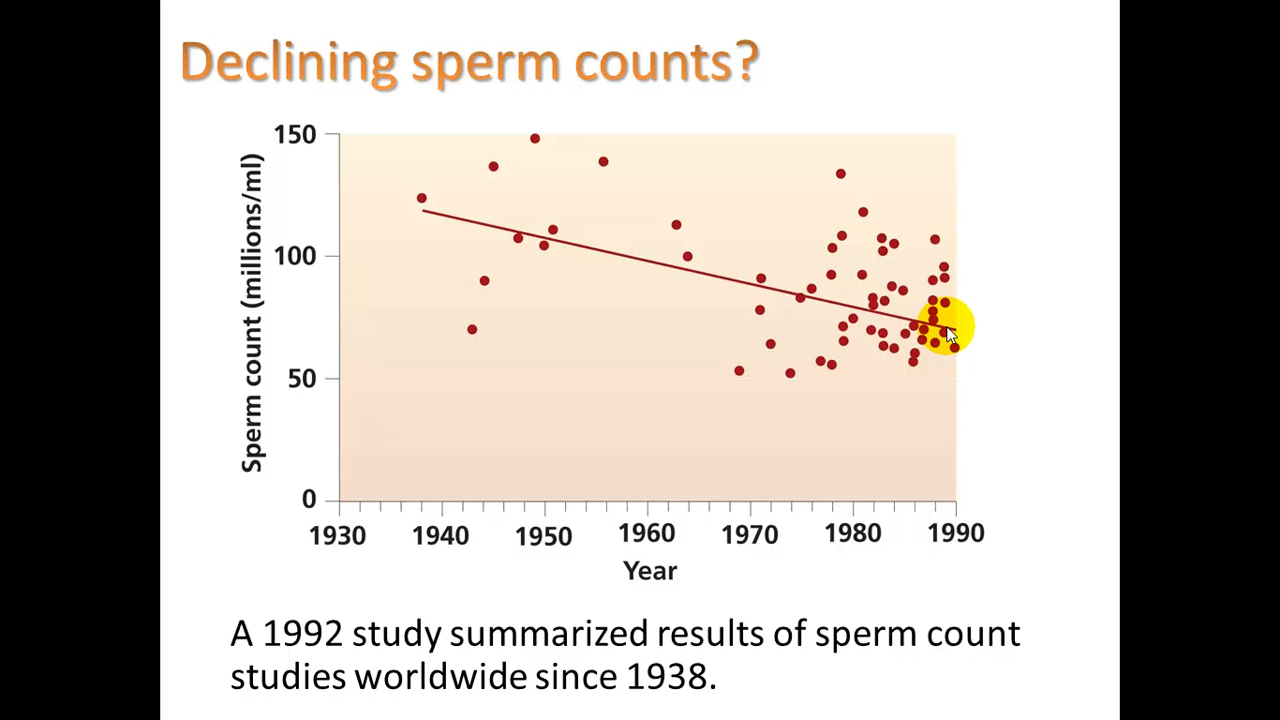 Declining sperm counts?
150
100
50
0
Sperm count (millions/ml)
1930 1940 1950 1960 1970 1980 1990
Year
A 1992 study summarized results of sperm count
studies worldwide since 1938.